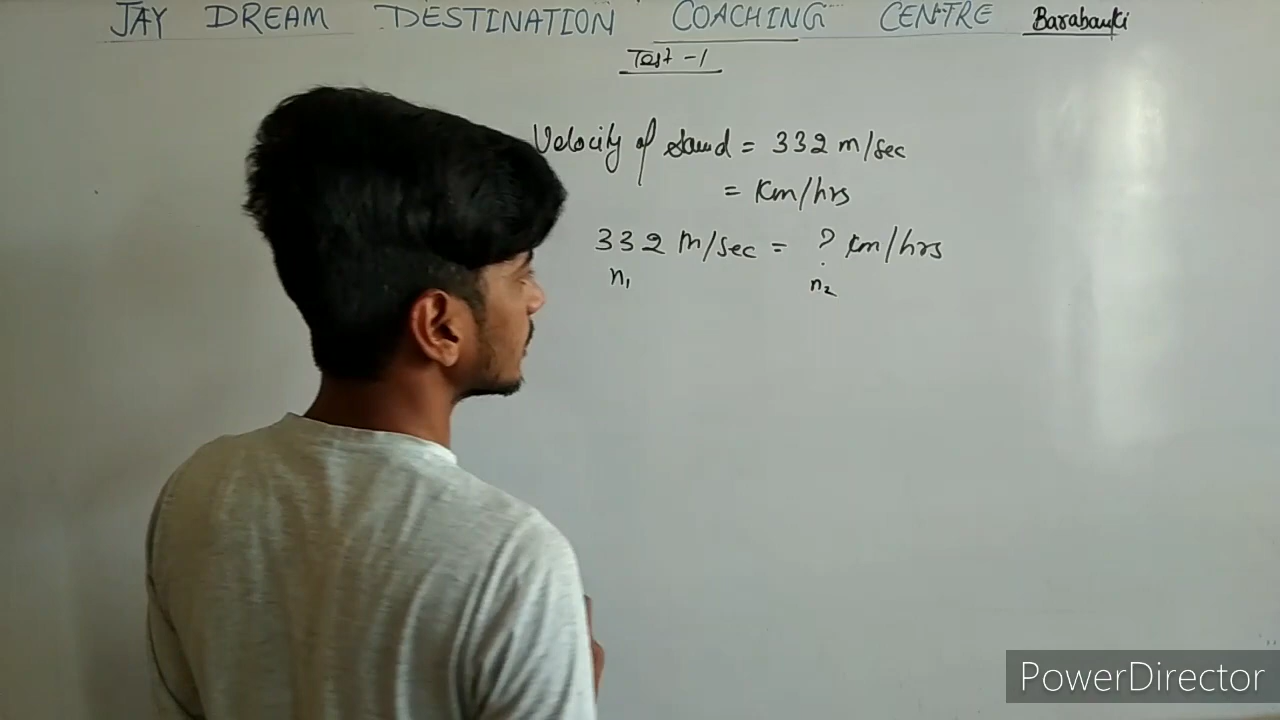 JAY DREAM DESTINATION COACHING CENTRE Barabanki
Test -1
Velocity of sound = 332 m/sec
= Km/hrs
332 m/sec = ? Km/hrs
n₁ n₂
PowerDirector